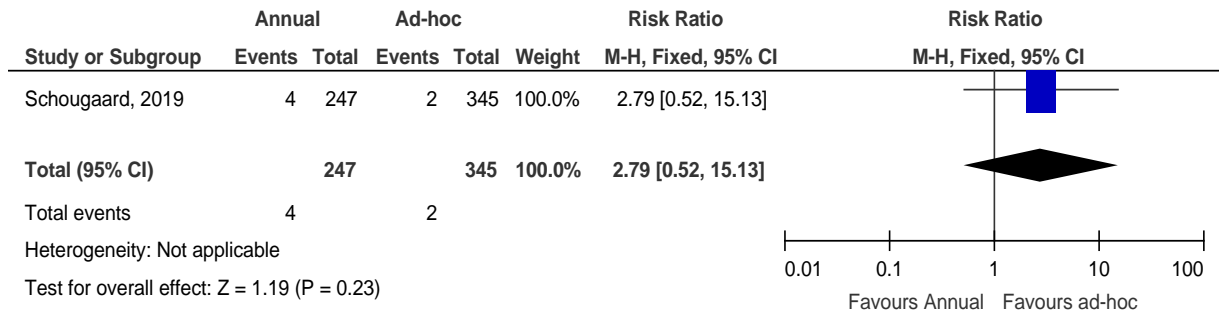 Annual Ad-hoc Risk Ratio Risk Ratio
Study or Subgroup Events Total Events Total Weight M-H, Fixed, 95% CI M-H, Fixed, 95% CI
Schougaard, 2019 4 247 2 345 100.0% 2.79 [0.52, 15.13]
Total (95% CI) 247 345 100.0% 2.79 [0.52, 15.13]
Total events 4 2
Heterogeneity: Not applicable
Test for overall effect: Z = 1.19 (P = 0.23)
0.01 0.1 1 10 100
Favours Annual Favours ad-hoc